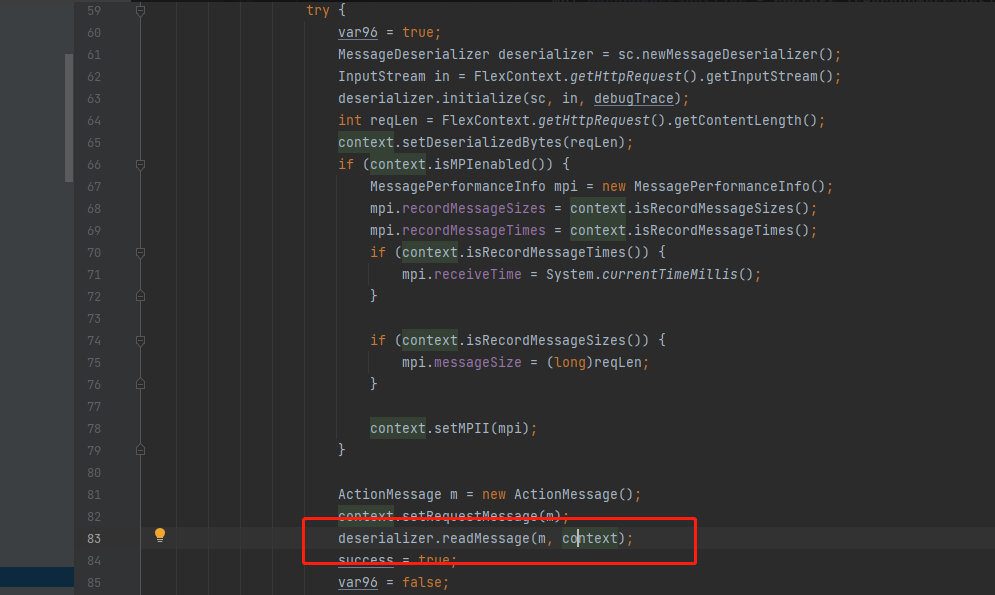 59 try {
60 var96 = true;
61 MessageDeserializer deserializer = sc.newMessageDeserializer();
62 InputStream in = FlexContext.getHttpRequest().getInputStream();
63 deserializer.initialize(sc, in, debugTrace);
64 int reqLen = FlexContext.getHttpRequest().getContentLength();
65 context.setDeserializedBytes(reqLen);
66 if (context.isMPIenabled()) {
67 MessagePerformanceInfo mpi = new MessagePerformanceInfo();
68 mpi.recordMessageSizes = context.isRecordMessageSizes();
69 mpi.recordMessageTimes = context.isRecordMessageTimes();
70 if (context.isRecordMessageTimes()) {
71 mpi.receiveTime = System.currentTimeMillis();
72 }
73
74 if (context.isRecordMessageSizes()) {
75 mpi.messageSize = (long)reqLen;
76 }
77
78 context.setMPII(mpi);
79 }
80
81 ActionMessage m = new ActionMessage();
82 context.setRequestMessage(m);
83 deserializer.readMessage(m, context);
84 success = true;
85 var96 = false;